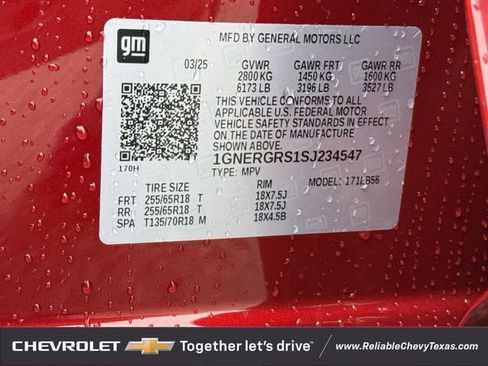 gm
MFD BY GENERAL MOTORS LLC
03/25 GVWR GAWR FRT GAWR RR
2800 KG 1450 KG 1600 KG
6173 LB 3196 LB 3527 LB
THIS VEHICLE CONFORMS TO ALL
APPLICABLE U.S. FEDERAL MOTOR
VEHICLE SAFETY STANDARDS IN EFFECT
ON THE DATE OF MANUFACTURE
SHOWN ABOVE.
1GNERGRS1SJ234547
170H
TYPE: MPV MODEL: 171LB56
TIRE SIZE RIM
FRT 255/65R18 T 18X7.5J
RR 255/65R18 T 18X7.5J
SPA T135/70R18 M 18X4.5B
CHEVROLET Together let's drive™ www.ReliableChevyTexas.com